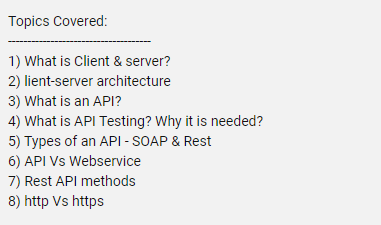 Topics Covered:
-------------------------------------
1) What is Client & server?
2) lient-server architecture
3) What is an API?
4) What is API Testing? Why it is needed?
5) Types of an API - SOAP & Rest
6) API Vs Webservice
7) Rest API methods
8) http Vs https